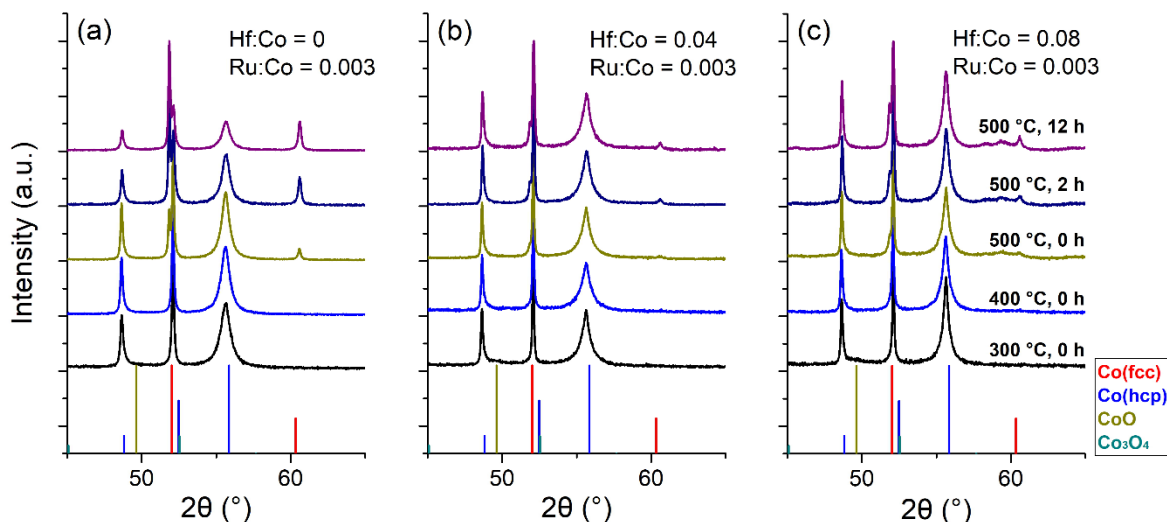 (a)
Hf:Co = 0
Ru:Co = 0.003
(b)
Hf:Co = 0.04
Ru:Co = 0.003
(c)
Hf:Co = 0.08
Ru:Co = 0.003
500 °C, 12 h
500 °C, 2 h
500 °C, 0 h
400 °C, 0 h
300 °C, 0 h
Intensity (a.u.)
Co(fcc)
Co(hcp)
CoO
Co₃O₄
50 60
50 60
50 60
2θ (°)
2θ (°)
2θ (°)